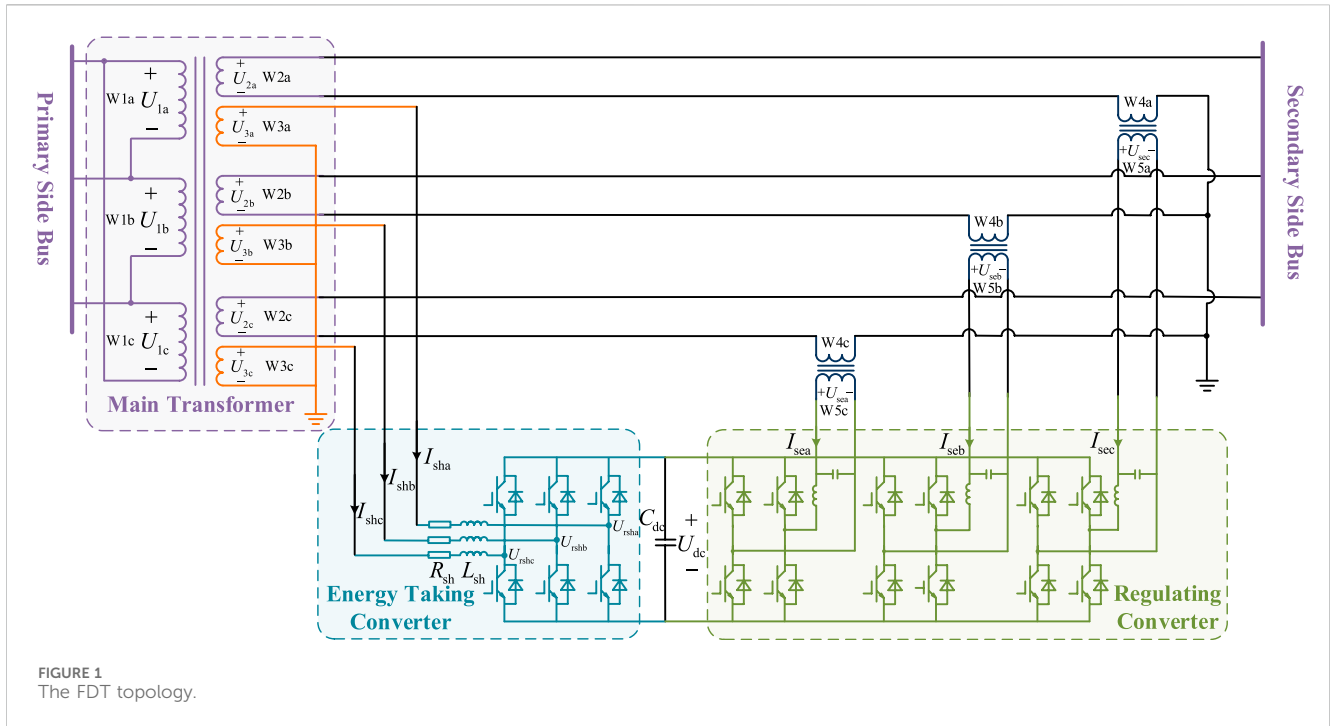 Primary Side Bus
W1a
+
U1a
−
W1b
+
U1b
−
W1c
+
U1c
−
+
U2a W2a
−
+
U3a W3a
−
+
U2b W2b
−
+
U3b W3b
−
+
U2c W2c
−
+
U3c W3c
−
Main Transformer
W4a
+Usec−
W5a
W4b
+Useb−
W5b
W4c
+Usea−
W5c
Secondary Side Bus
Isha
Ishb
Ishc
Ursha
Urshb
Urshc
Rsh Lsh
Energy Taking
Converter
Cdc
+
Udc
−
Isea
Iseb
Isec
Regulating
Converter
FIGURE 1
The FDT topology.